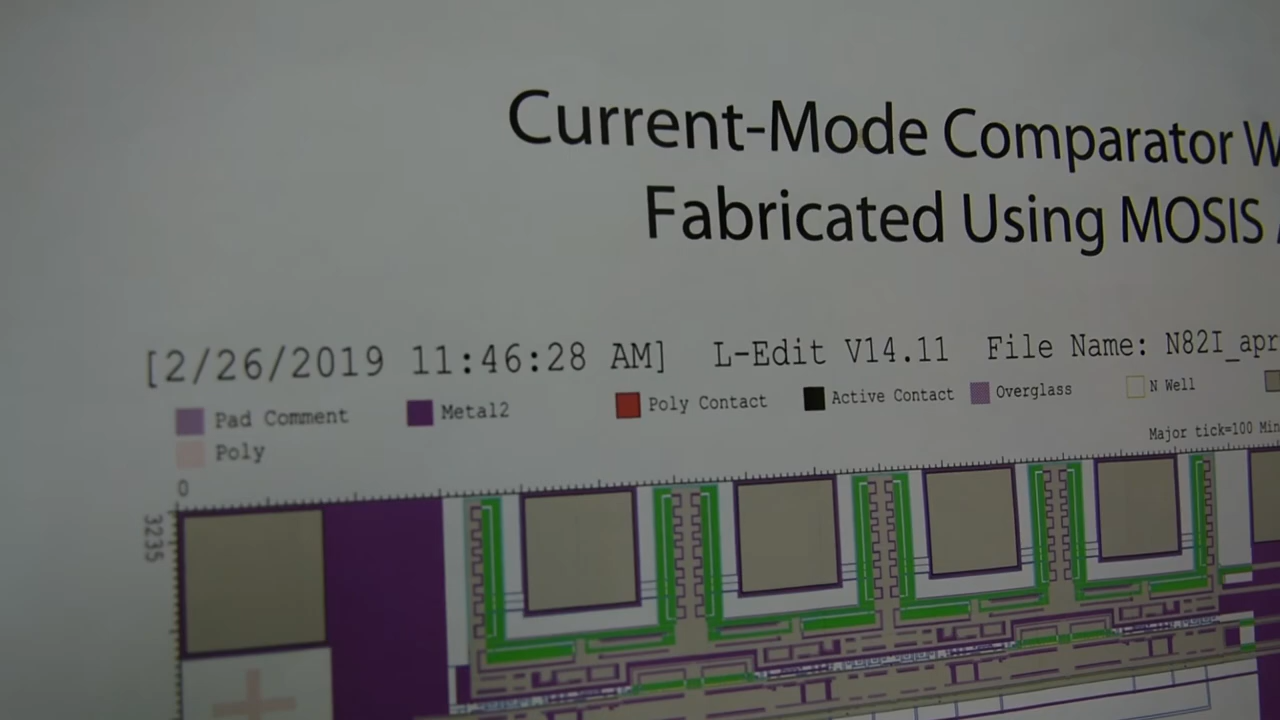 Current-Mode Comparator
Fabricated Using MOSIS
[2/26/2019 11:46:28 AM] L-Edit V14.11 File Name: N82I_apr
Pad Comment Metal2 Poly Contact Active Contact Overglass N Well
Poly
Major tick=100
0
3235